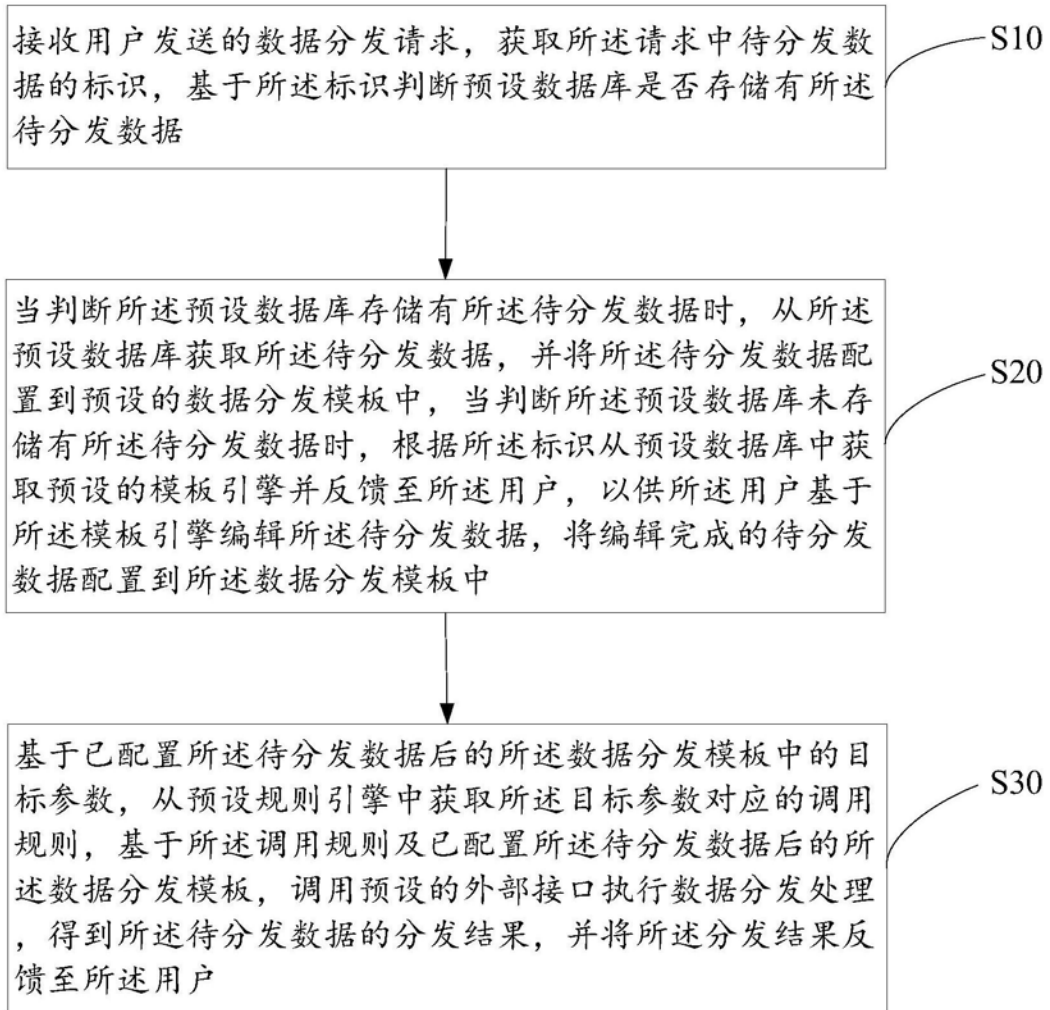 接收用户发送的数据分发请求，获取所述请求中待分发数
据的标识，基于所述标识判断预设数据库是否存储有所述
待分发数据
S10
当判断所述预设数据库存储有所述待分发数据时，从所述
预设数据库获取所述待分发数据，并将所述待分发数据配
置到预设的数据分发模板中，当判断所述预设数据库未存
储有所述待分发数据时，根据所述标识从预设数据库中获
取预设的模板引擎并反馈至所述用户，以供所述用户基于
所述模板引擎编辑所述待分发数据，将编辑完成的待分发
数据配置到所述数据分发模板中
S20
基于已配置所述待分发数据后的所述数据分发模板中的目
标参数，从预设规则引擎中获取所述目标参数对应的调用
规则，基于所述调用规则及已配置所述待分发数据后的所
述数据分发模板，调用预设的外部接口执行数据分发处理
，得到所述待分发数据的分发结果，并将所述分发结果反
馈至所述用户
S30